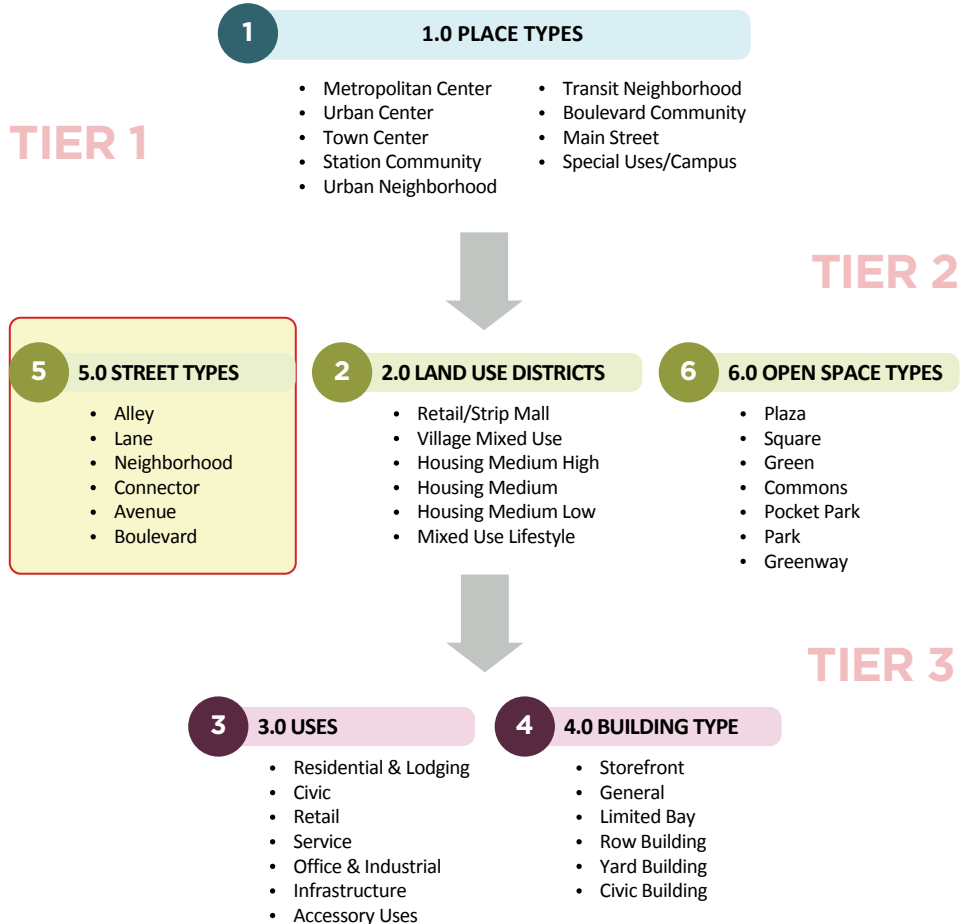 1
1.0 PLACE TYPES
• Metropolitan Center
• Urban Center
• Town Center
• Station Community
• Urban Neighborhood
• Transit Neighborhood
• Boulevard Community
• Main Street
• Special Uses/Campus
TIER 1
TIER 2
5
5.0 STREET TYPES
• Alley
• Lane
• Neighborhood
• Connector
• Avenue
• Boulevard
2
2.0 LAND USE DISTRICTS
• Retail/Strip Mall
• Village Mixed Use
• Housing Medium High
• Housing Medium
• Housing Medium Low
• Mixed Use Lifestyle
6
6.0 OPEN SPACE TYPES
• Plaza
• Square
• Green
• Commons
• Pocket Park
• Park
• Greenway
TIER 3
3
3.0 USES
• Residential & Lodging
• Civic
• Retail
• Service
• Office & Industrial
• Infrastructure
• Accessory Uses
4
4.0 BUILDING TYPE
• Storefront
• General
• Limited Bay
• Row Building
• Yard Building
• Civic Building